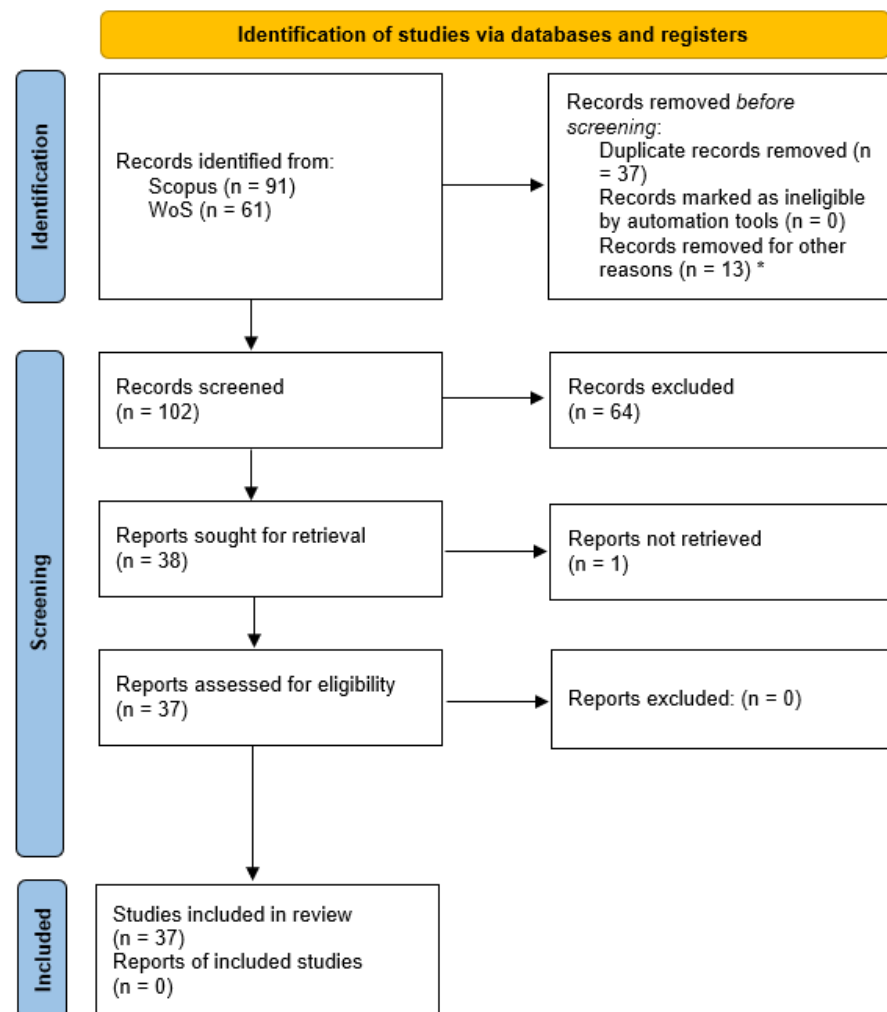 Identification of studies via databases and registers
Identification
Records identified from:
Scopus (n = 91)
WoS (n = 61)
Records removed before
screening:
Duplicate records removed (n
= 37)
Records marked as ineligible
by automation tools (n = 0)
Records removed for other
reasons (n = 13) *
Screening
Records screened
(n = 102)
Records excluded
(n = 64)
Reports sought for retrieval
(n = 38)
Reports not retrieved
(n = 1)
Reports assessed for eligibility
(n = 37)
Reports excluded: (n = 0)
Included
Studies included in review
(n = 37)
Reports of included studies
(n = 0)